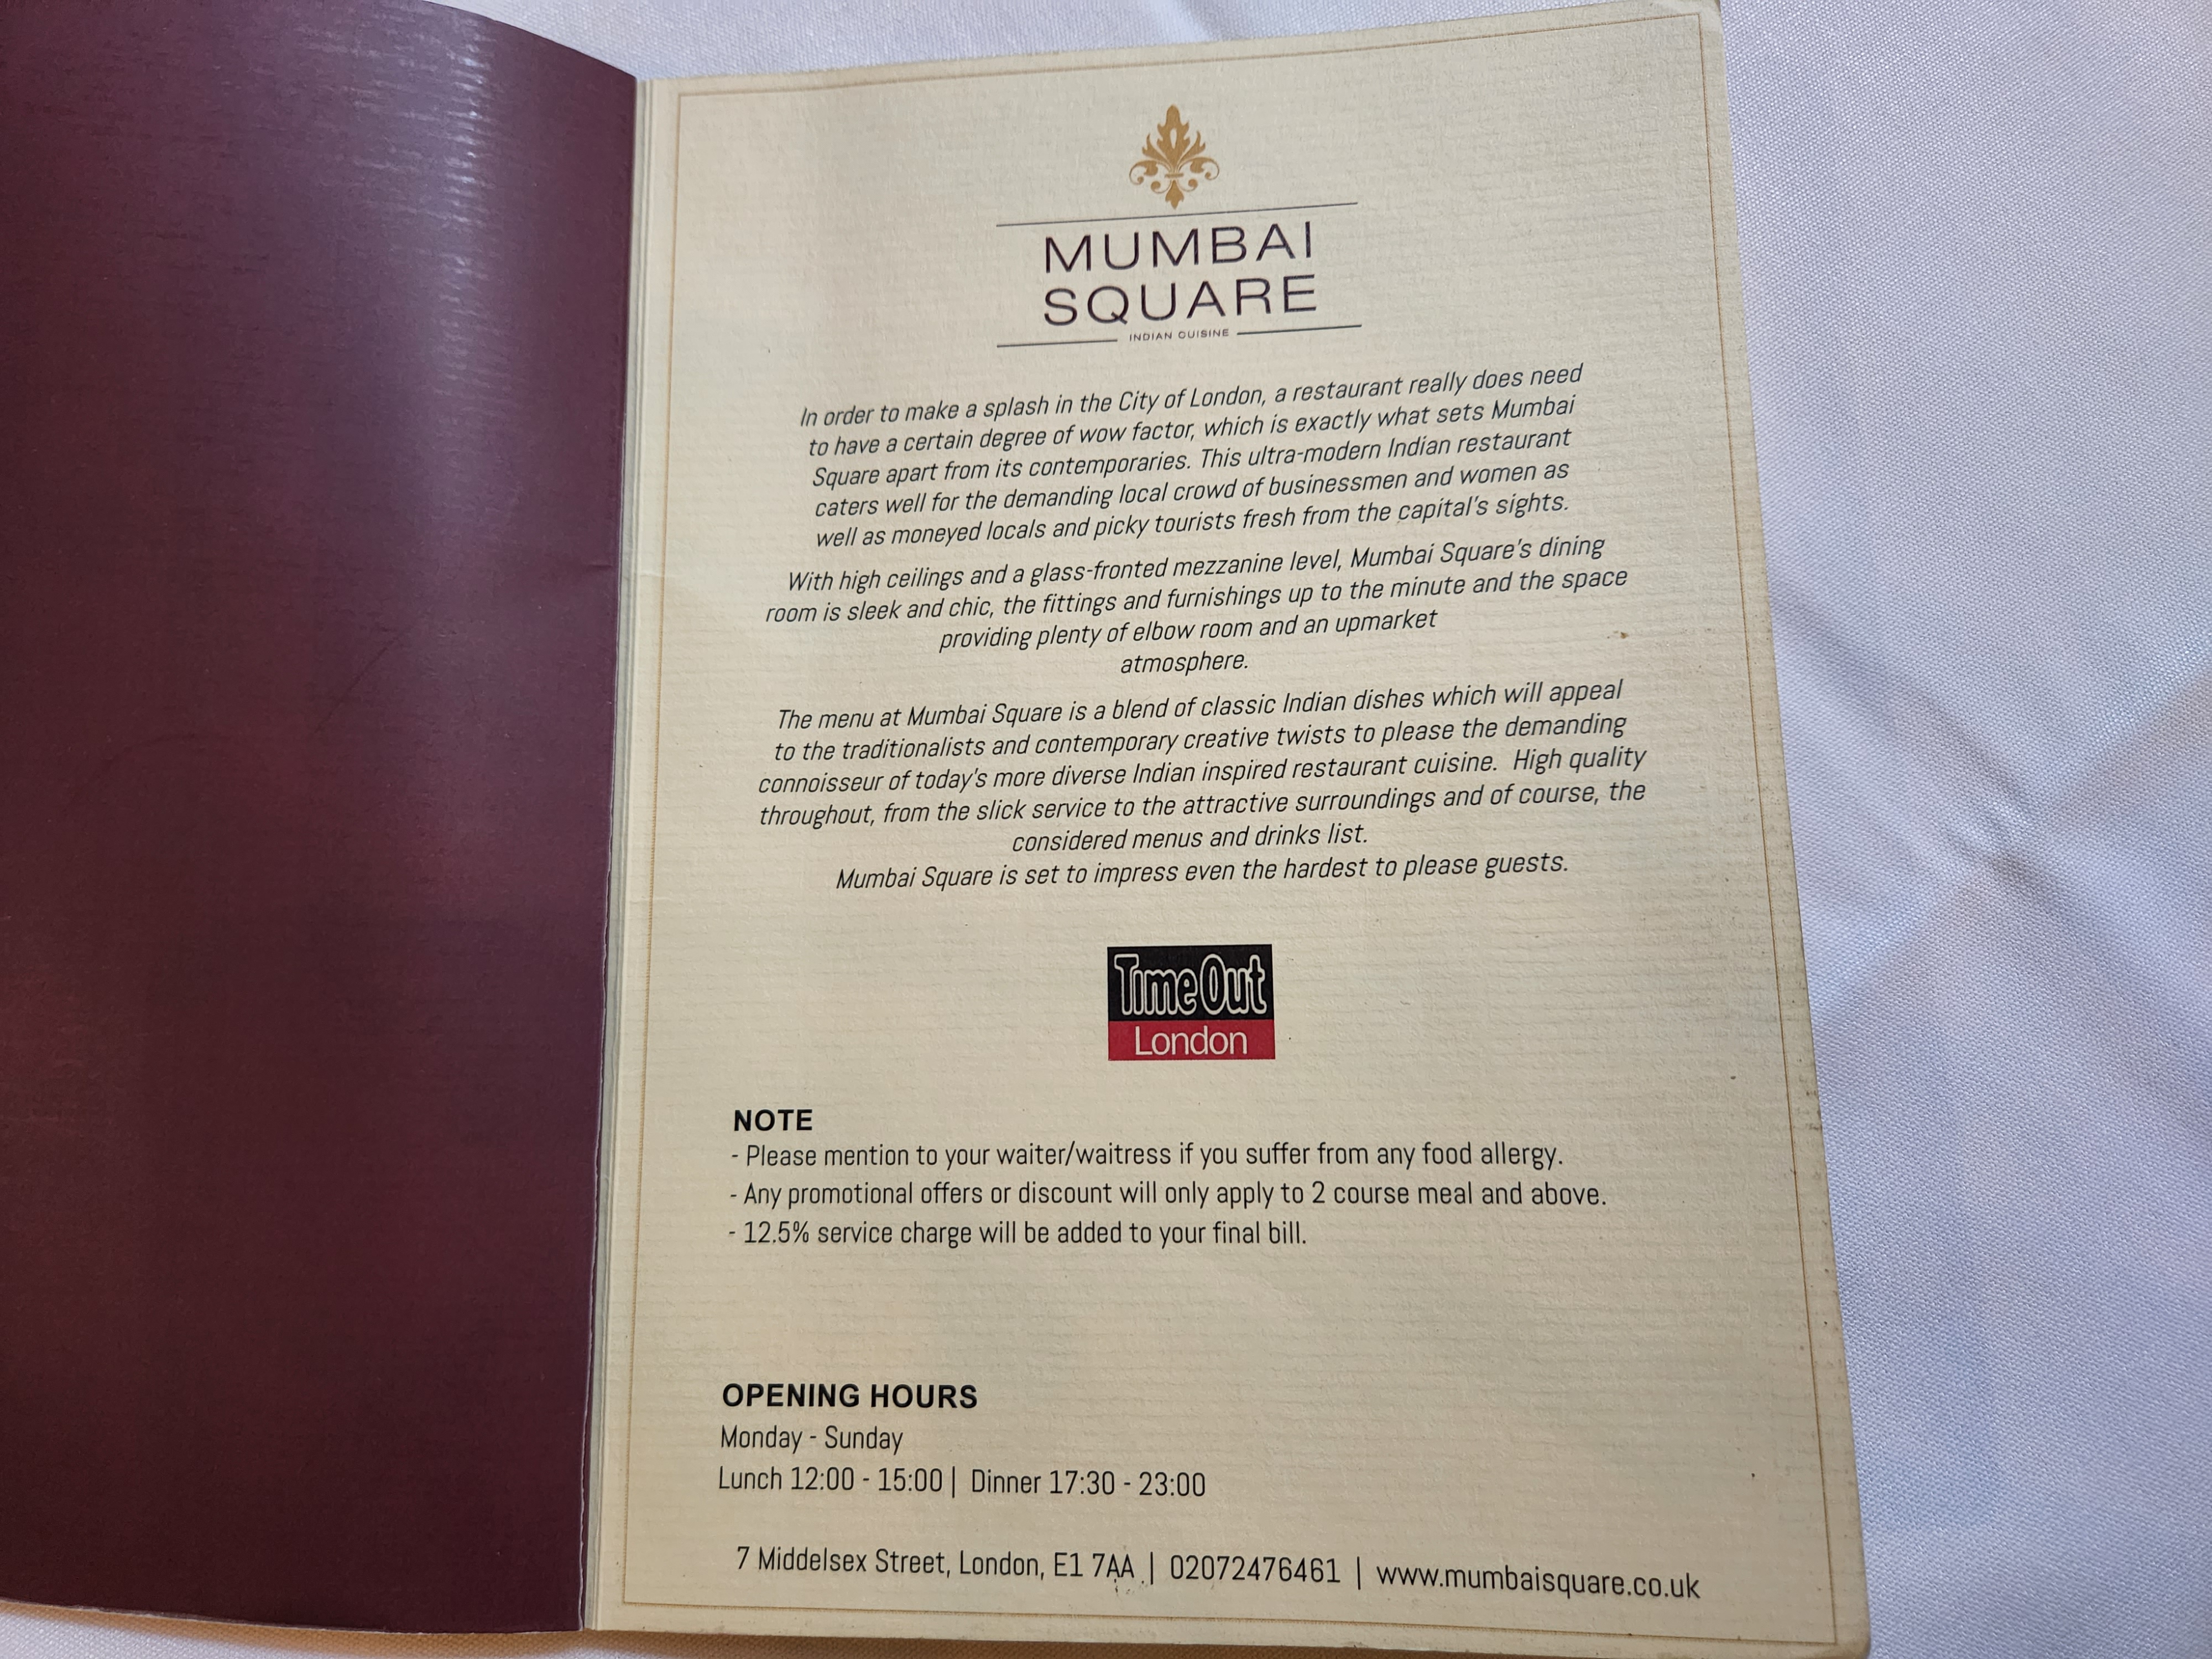 MUMBAI
SQUARE
INDIAN CUISINE
In order to make a splash in the City of London, a restaurant really does need
to have a certain degree of wow factor, which is exactly what sets Mumbai
Square apart from its contemporaries. This ultra-modern Indian restaurant
caters well for the demanding local crowd of businessmen and women as
well as moneyed locals and picky tourists fresh from the capital's sights.
With high ceilings and a glass-fronted mezzanine level, Mumbai Square's dining
room is sleek and chic, the fittings and furnishings up to the minute and the space
providing plenty of elbow room and an upmarket
atmosphere.
The menu at Mumbai Square is a blend of classic Indian dishes which will appeal
to the traditionalists and contemporary creative twists to please the demanding
connoisseur of today's more diverse Indian inspired restaurant cuisine. High quality
throughout, from the slick service to the attractive surroundings and of course, the
considered menus and drinks list.
Mumbai Square is set to impress even the hardest to please guests.
Time Out
London
NOTE
- Please mention to your waiter/waitress if you suffer from any food allergy.
- Any promotional offers or discount will only apply to 2 course meal and above.
- 12.5% service charge will be added to your final bill.
OPENING HOURS
Monday - Sunday
Lunch 12:00 - 15:00 | Dinner 17:30 - 23:00
7 Middelsex Street, London, E1 7AA | 02072476461 | www.mumbaisquare.co.uk